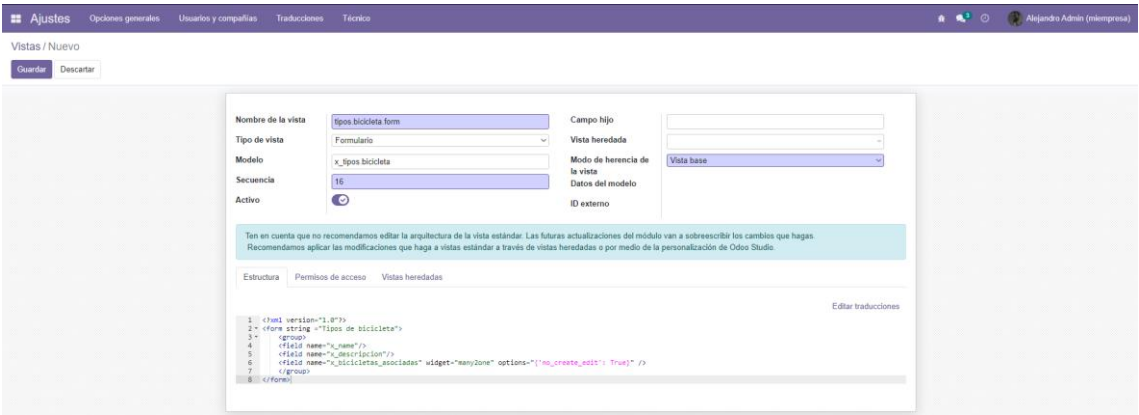 Ajustes Opciones generales Usuarios y compañías Traducciones Técnico 5 Alejandro Admin (miempresa)
Vistas / Nuevo
Guardar Descartar
Nombre de la vista tipos.bicicleta.form Campo hijo
Tipo de vista Formulario Vista heredada
Modelo x_tipos.bicicleta Modo de herencia de la vista Vista base
Secuencia 16 Datos del modelo
Activo ID externo
Ten en cuenta que no recomendamos editar la arquitectura de la vista estándar. Las futuras actualizaciones del módulo van a sobreescribir los cambios que hagas.
Recomendamos aplicar las modificaciones que haga a vistas estándar a través de vistas heredadas o por medio de la personalización de Odoo Studio.
Estructura Permisos de acceso Vistas heredadas
Editar traducciones
1 <?xml version="1.0"?>
2 <form string ="Tipos de bicicleta">
3 <group>
4 <field name="x_name"/>
5 <field name="x_descripcion"/>
6 <field name="x_bicicletas_asociadas" widget="many2one" options="{'no_create_edit': True}" />
7 </group>
8 </form>